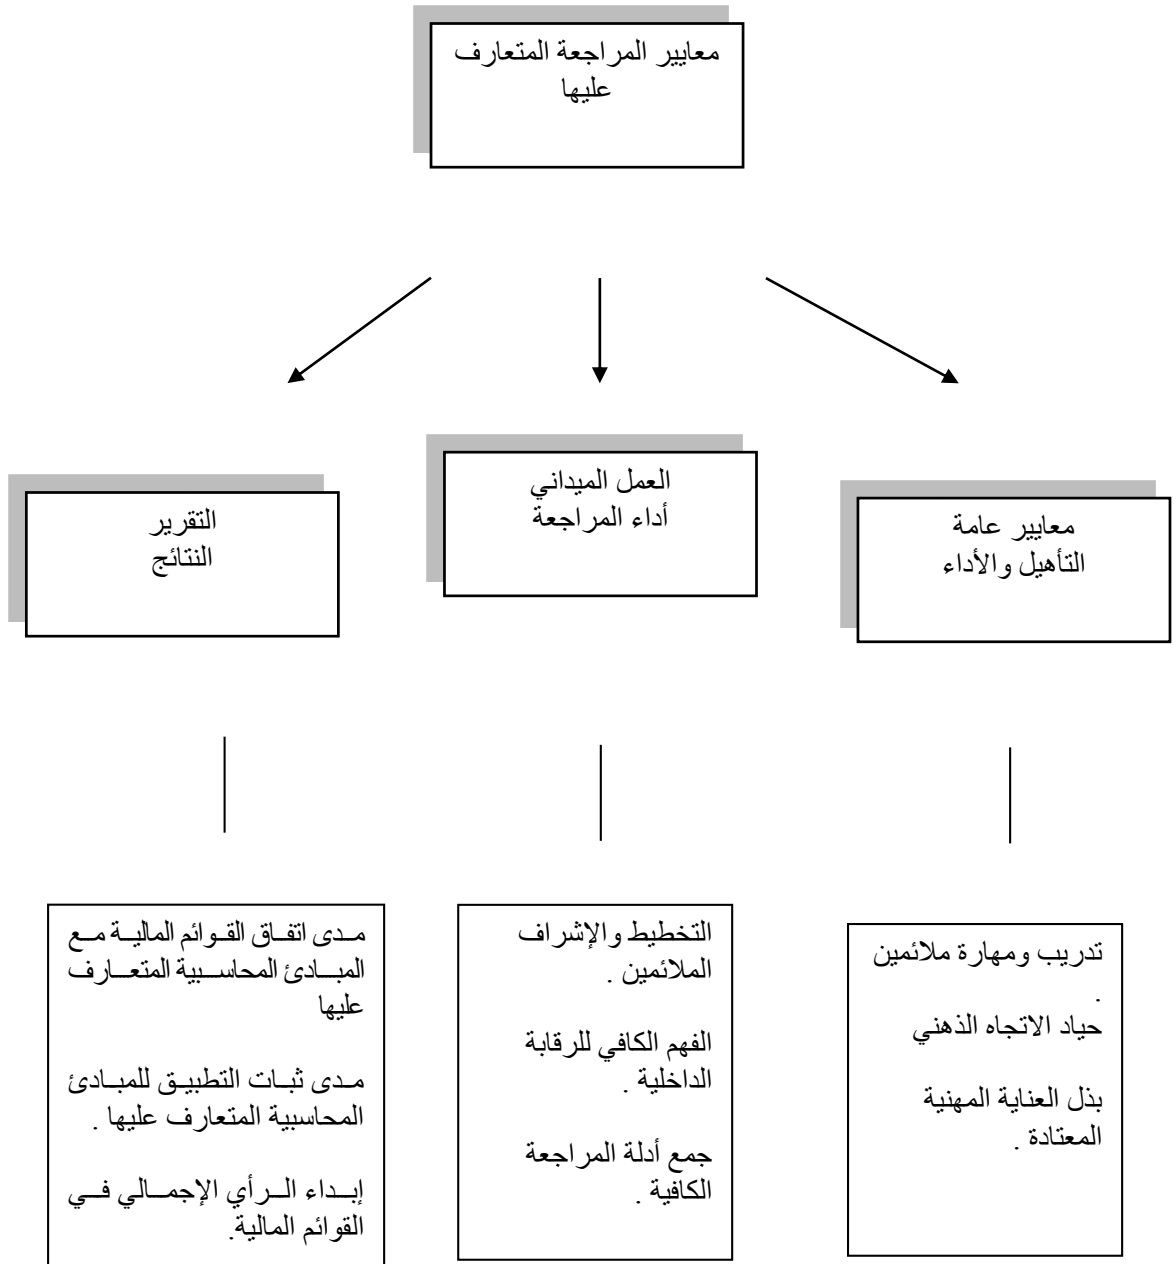 معايير المراجعة المتعارف
عليها
معايير عامة
التأهيل والأداء
العمل الميداني
أداء المراجعة
التقرير
النتائج
تدريب ومهارة ملائمين
.
حياد الاتجاه الذهني
بذل العناية المهنية
المعتادة .
التخطيط والإشراف
الملائمين .
الفهم الكافي للرقابة
الداخلية .
جمع أدلة المراجعة
الكافية .
مدى اتفاق القوائم المالية مع
المبادئ المحاسبية المتعارف
عليها
مدى ثبات التطبيق للمبادئ
المحاسبية المتعارف عليها .
إبداء الرأي الإجمالي في
القوائم المالية.